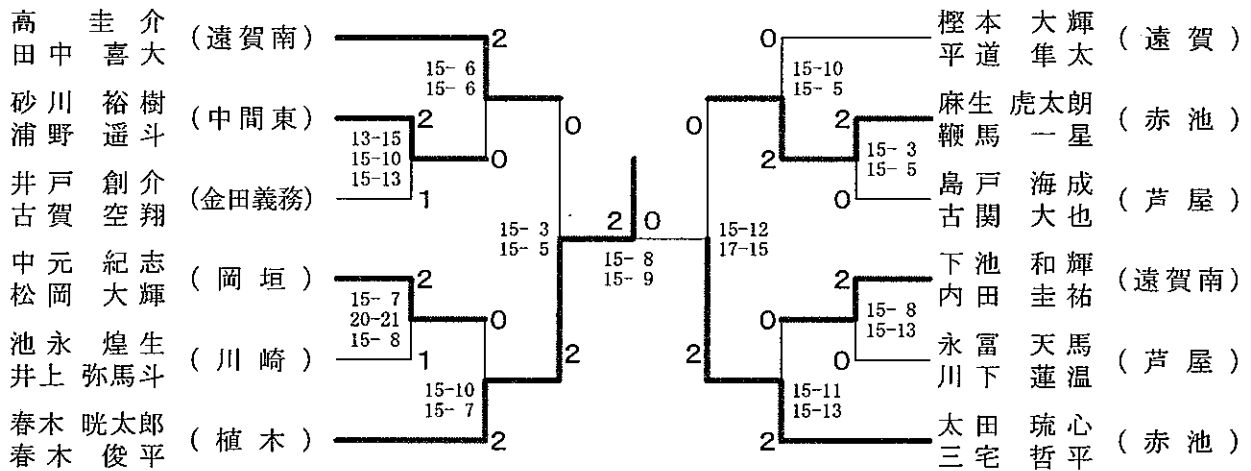 高 圭介 (遠賀南)
田中 喜大
2
15- 6
15- 6
砂川 裕樹 (中間東)
浦野 遥斗
2
13-15
15-10
15-13
0
0
井戸 創介 (金田義務)
古賀 空翔
1
15- 3
15- 5
中元 紀志 (岡垣)
松岡 大輝
2
15- 7
20-21
15- 8
0
池永 煌生 (川崎)
井上 弥馬斗
1
2
15-10
15- 7
春木 晄太郎 (植木)
春木 俊平
2
2 0
15- 8
15- 9
樫本 大輝 (遠賀)
平道 隼太
0
15-10
15- 5
麻生 虎太朗 (赤池)
鞭馬 一星
2
0
2
15- 3
15- 5
島戸 海成 (芦屋)
古関 大也
0
15-12
17-15
下池 和輝 (遠賀南)
内田 圭祐
2
0
15- 8
15-13
永冨 天馬 (芦屋)
川下 蓮温
0
2
15-11
15-13
太田 琉心 (赤池)
三宅 哲平
2